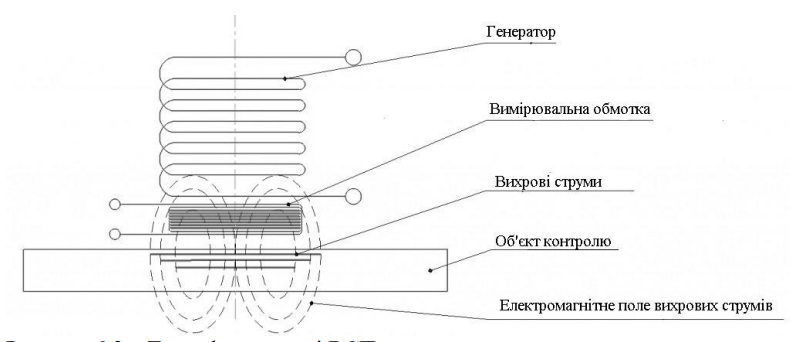 Генератор
Вимірювальна обмотка
Вихрові струми
Об'єкт контролю
Електромагнітне поле вихрових струмів